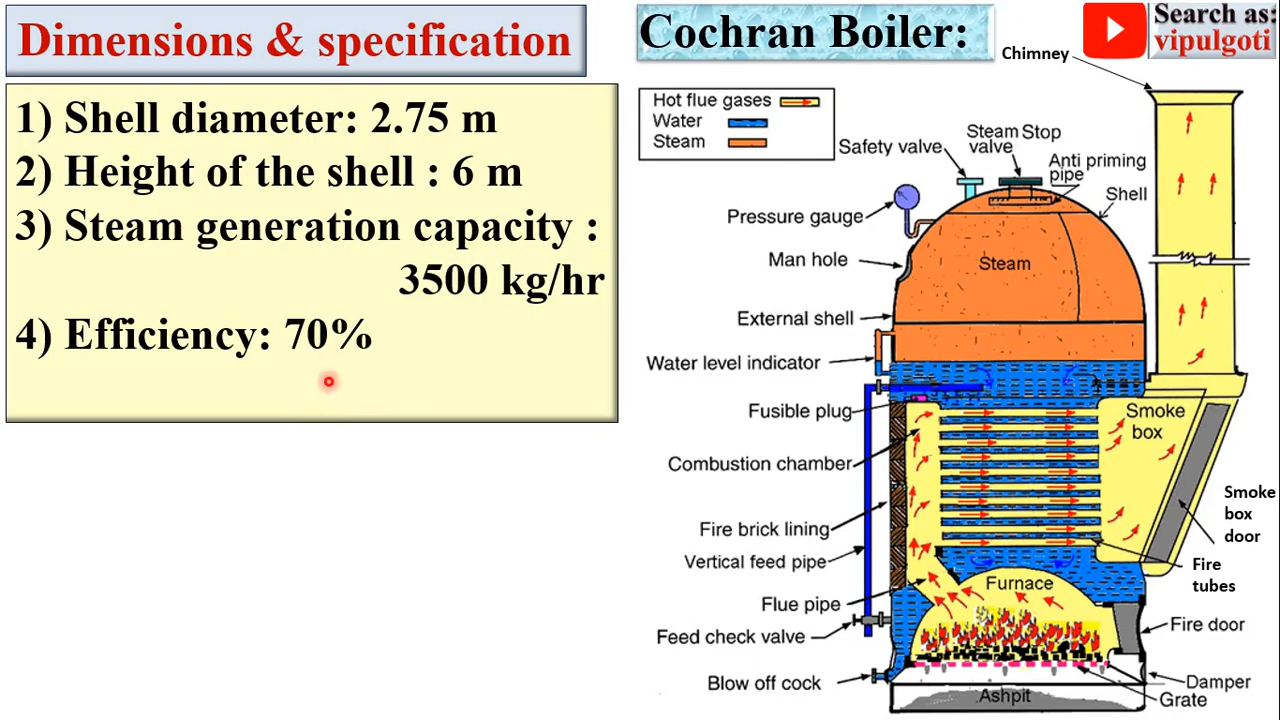 Dimensions & specification
1) Shell diameter: 2.75 m
2) Height of the shell : 6 m
3) Steam generation capacity :
3500 kg/hr
4) Efficiency: 70%
Cochran Boiler:
Search as:
vipulgoti
Chimney
Hot flue gases
Water
Steam
Safety valve
Steam Stop
valve
Anti priming
pipe
Shell
Pressure gauge
Man hole
Steam
External shell
Water level indicator
Fusible plug
Smoke
box
Combustion chamber
Smoke
box
door
Fire brick lining
Vertical feed pipe
Fire
tubes
Furnace
Flue pipe
Feed check valve
Fire door
Blow off cock
Damper
Grate
Ashpit